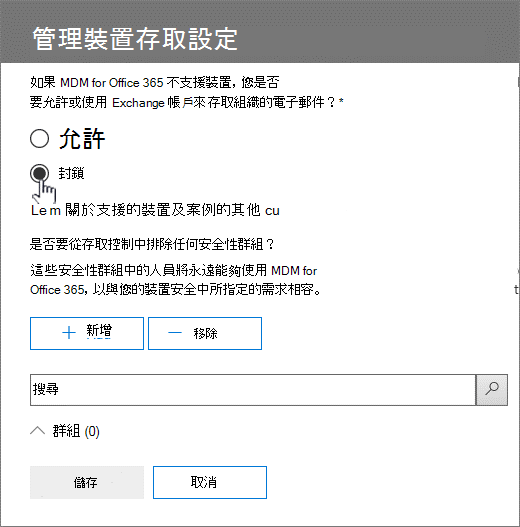 管理裝置存取設定
如果 MDM for Office 365 不支援裝置，您是否
要允許或使用 Exchange 帳戶來存取組織的電子郵件？*
允許
封鎖
Le m 關於支援的裝置及案例的其他 cu
是否要從存取控制中排除任何安全性群組？
這些安全性群組中的人員將永遠能夠使用 MDM for
Office 365，以與您的裝置安全中所指定的需求相容。
新增 移除
搜尋
群組 (0)
儲存 取消